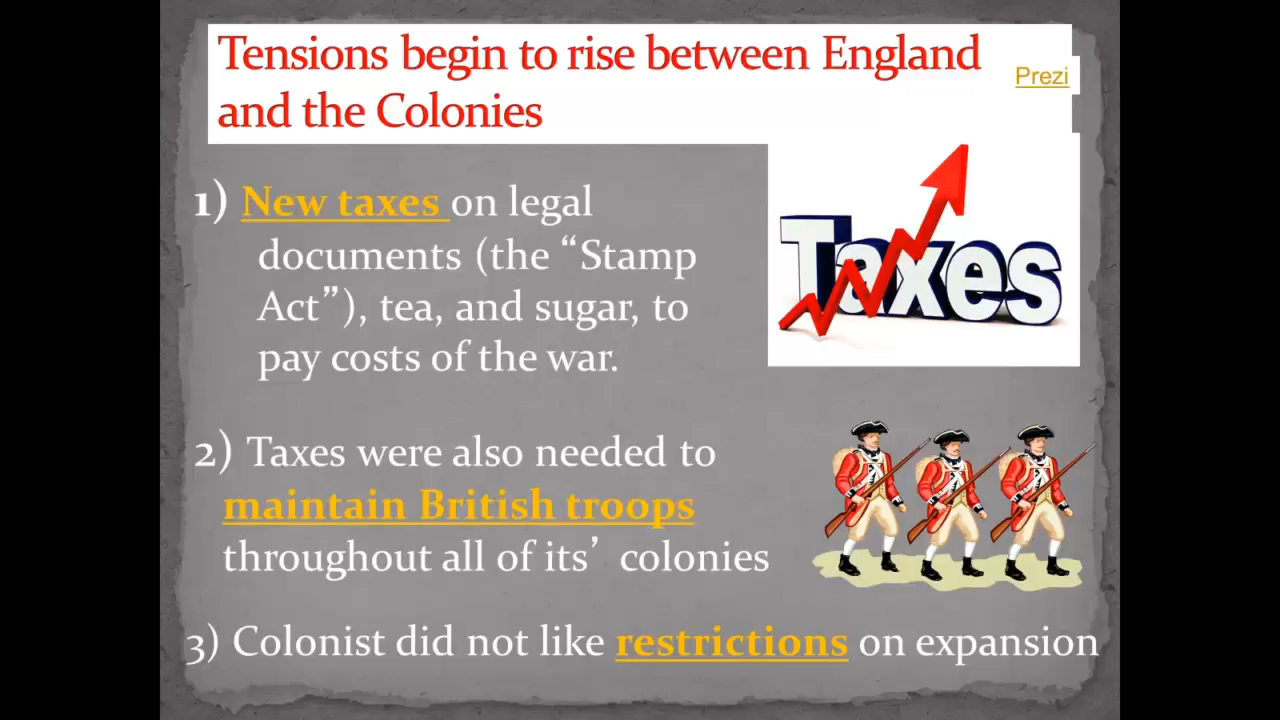 Tensions begin to rise between England
and the Colonies
Prezi
1) New taxes on legal
documents (the “Stamp
Act”), tea, and sugar, to
pay costs of the war.
Taxes
2) Taxes were also needed to
maintain British troops
throughout all of its’ colonies
3) Colonist did not like restrictions on expansion